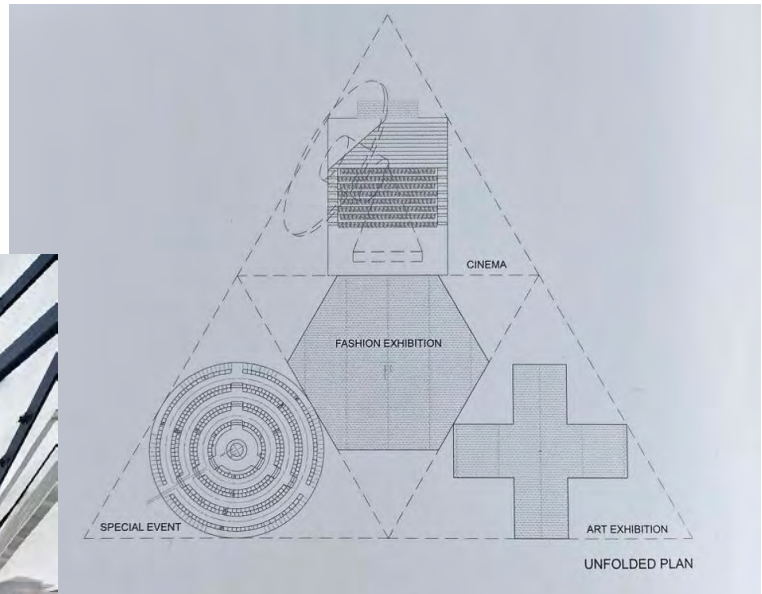 CINEMA
FASHION EXHIBITION
SPECIAL EVENT
ART EXHIBITION
UNFOLDED PLAN